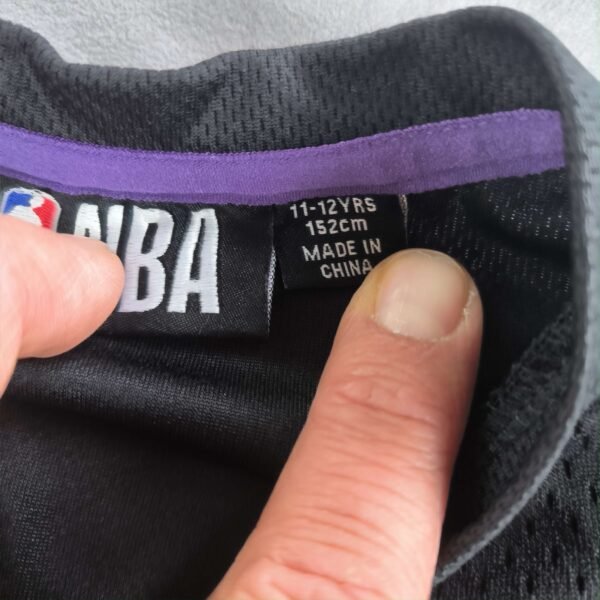 NBA
11-12YRS
152cm
MADE IN
CHINA